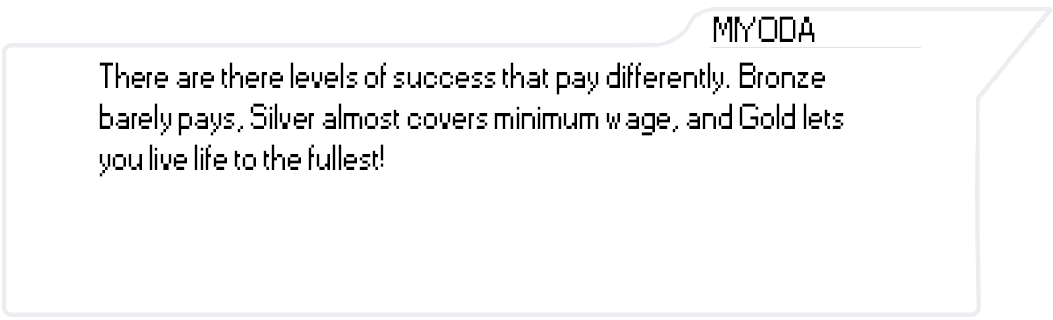 MIYODA
There are there levels of success that pay differently. Bronze
barely pays, Silver almost covers minimum wage, and Gold lets
you live life to the fullest!